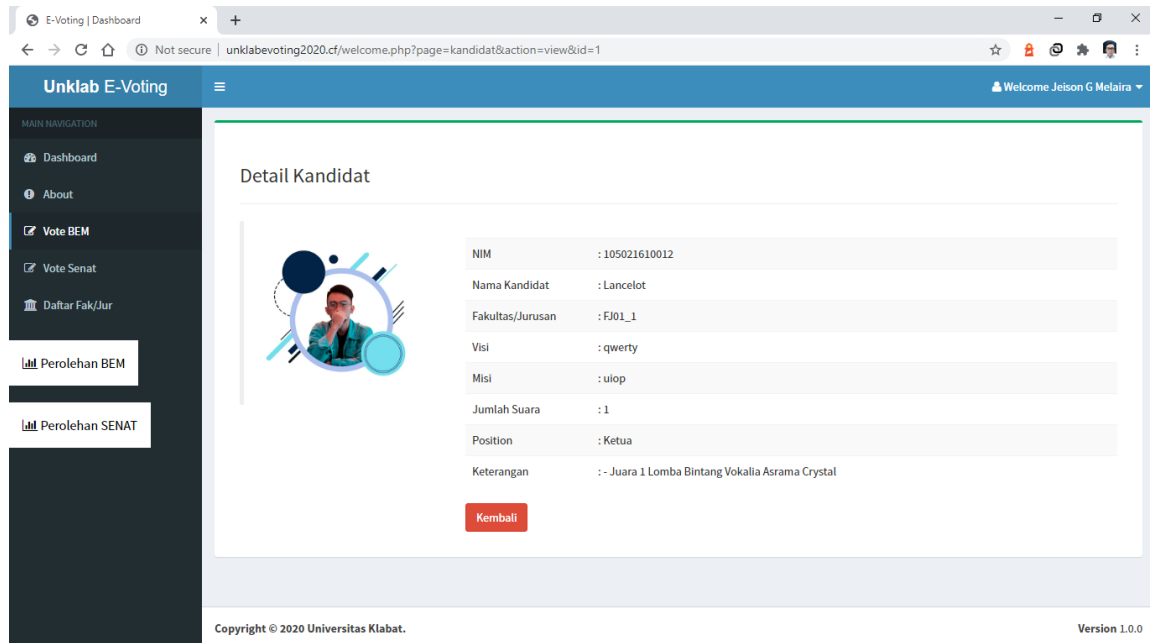 E-Voting | Dashboard
Not secure | unklabevoting2020.cf/welcome.php?page=kandidat&action=view&id=1
Unklab E-Voting
Welcome Jeison G Melaira
MAIN NAVIGATION
Dashboard
About
Vote BEM
Vote Senat
Daftar Fak/Jur
Perolehan BEM
Perolehan SENAT
Detail Kandidat
NIM : 105021610012
Nama Kandidat : Lancelot
Fakultas/Jurusan : FJ01_1
Visi : qwerty
Misi : uiop
Jumlah Suara : 1
Position : Ketua
Keterangan : - Juara 1 Lomba Bintang Vokalia Asrama Crystal
Kembali
Copyright © 2020 Universitas Klabat.
Version 1.0.0